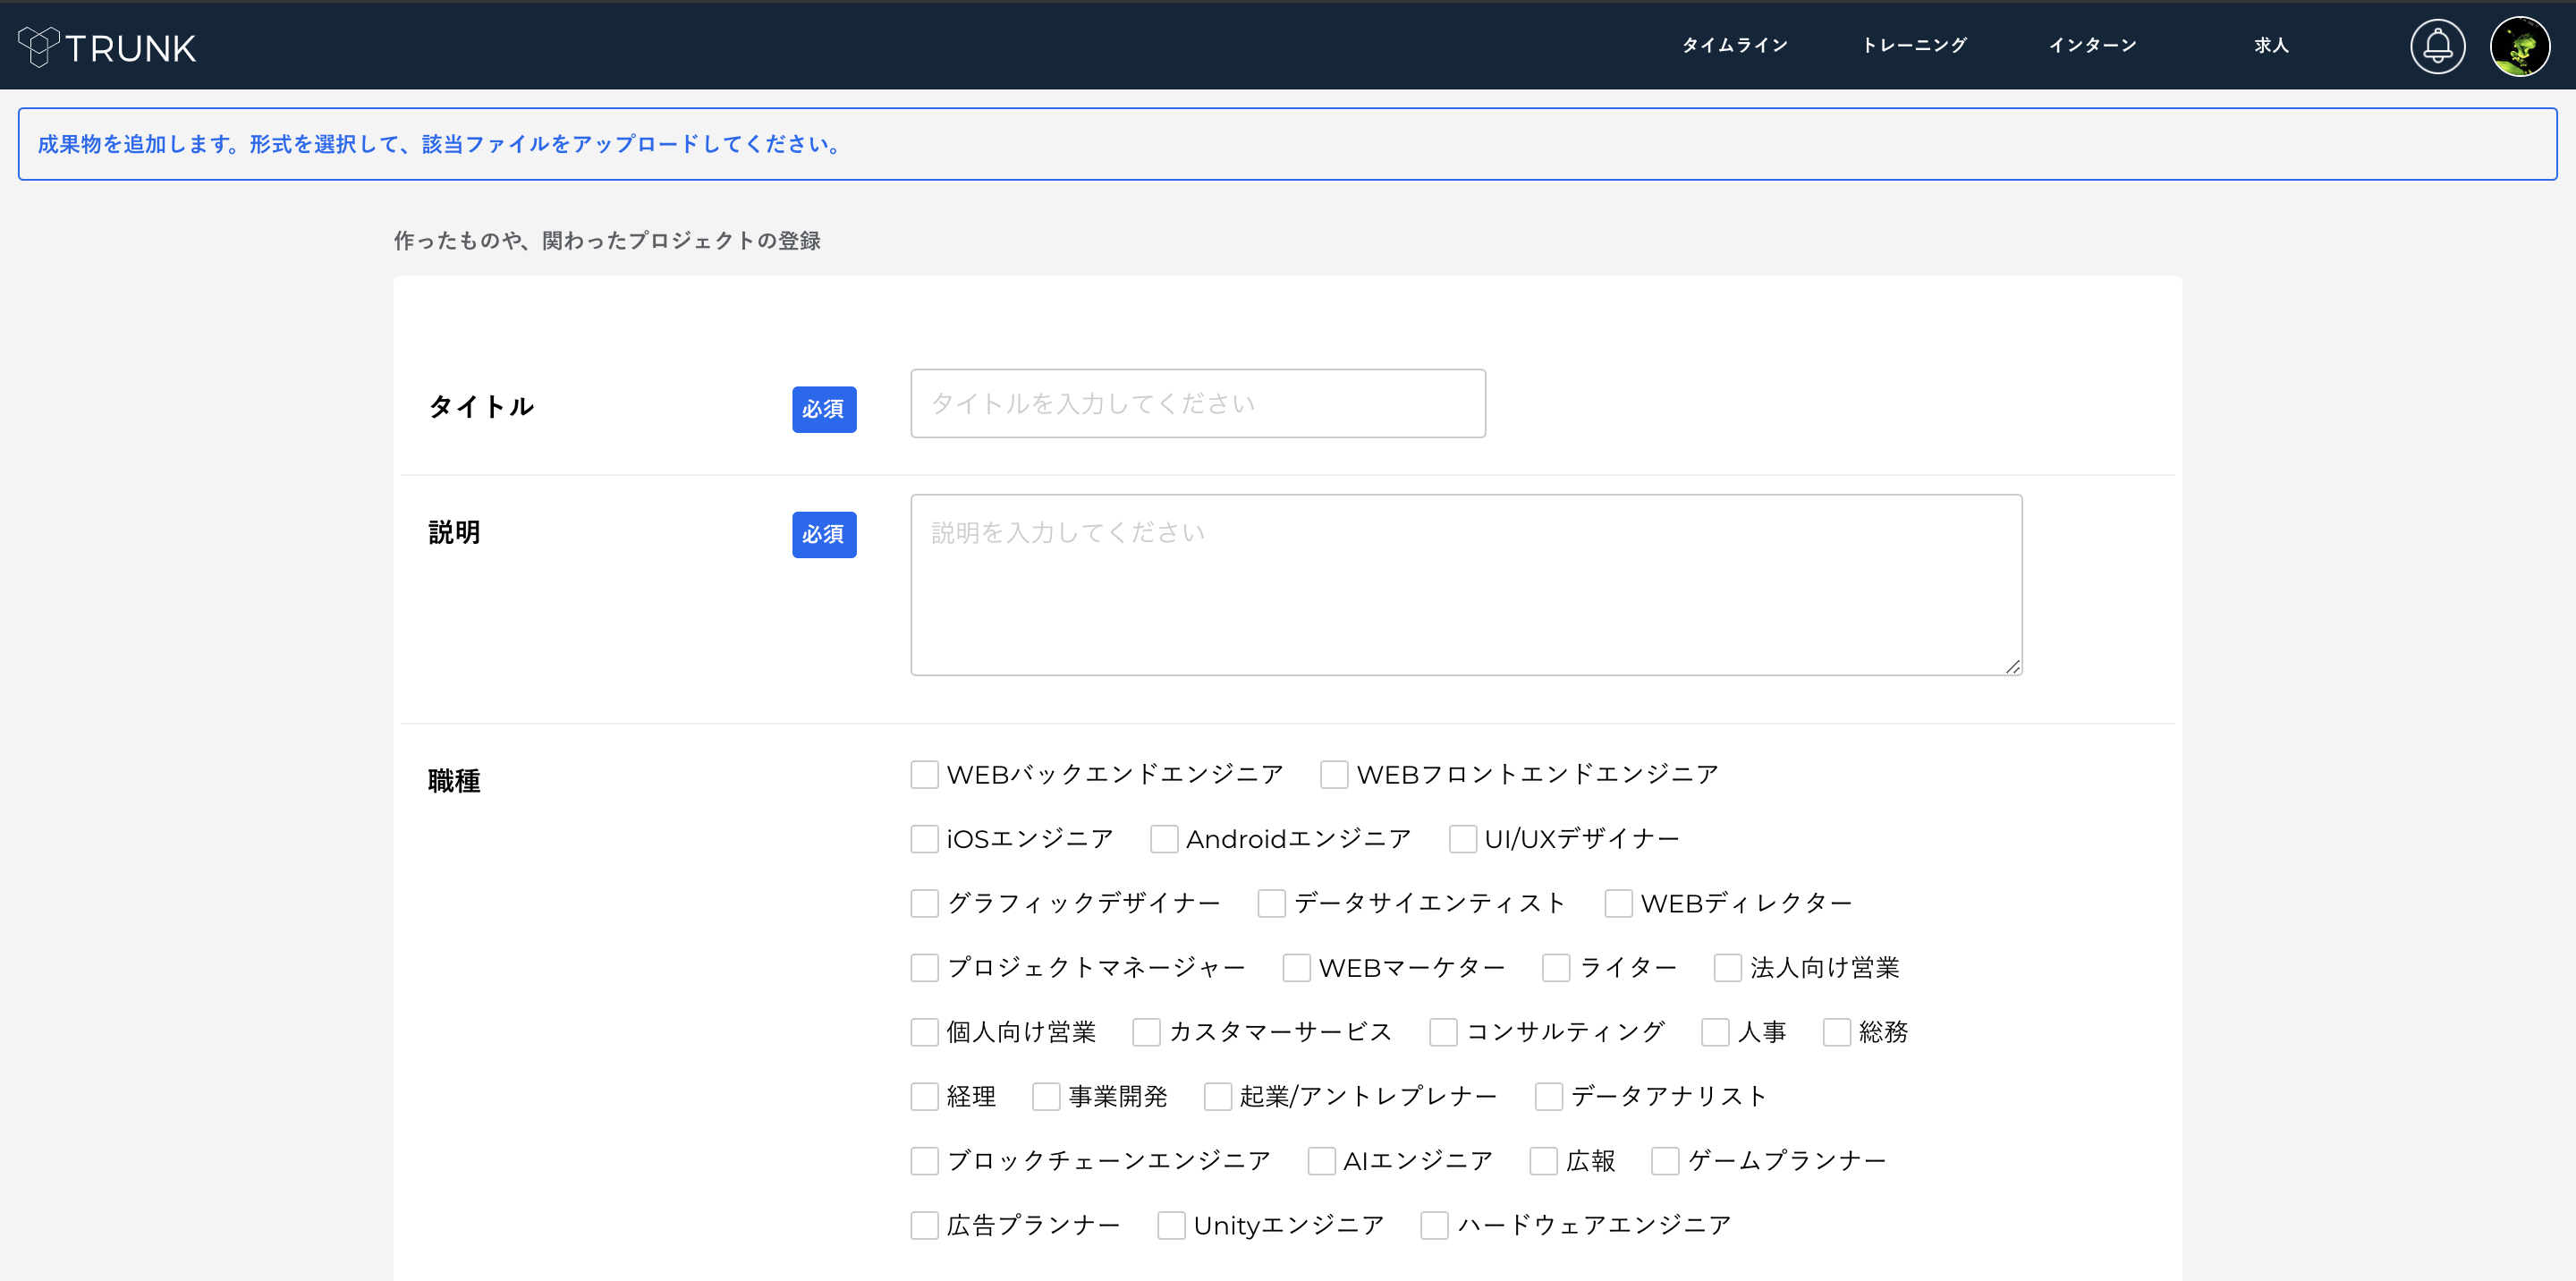 TRUNK タイムライン トレーニング インターン 求人
成果物を追加します。形式を選択して、該当ファイルをアップロードしてください。
作ったものや、関わったプロジェクトの登録
タイトル 必須 タイトルを入力してください
説明 必須 説明を入力してください
職種 WEBバックエンドエンジニア WEBフロントエンドエンジニア
iOSエンジニア Androidエンジニア UI/UXデザイナー
グラフィックデザイナー データサイエンティスト WEBディレクター
プロジェクトマネージャー WEBマーケター ライター 法人向け営業
個人向け営業 カスタマーサービス コンサルティング 人事 総務
経理 事業開発 起業/アントレプレナー データアナリスト
ブロックチェーンエンジニア AIエンジニア 広報 ゲームプランナー
広告プランナー Unityエンジニア ハードウェアエンジニア